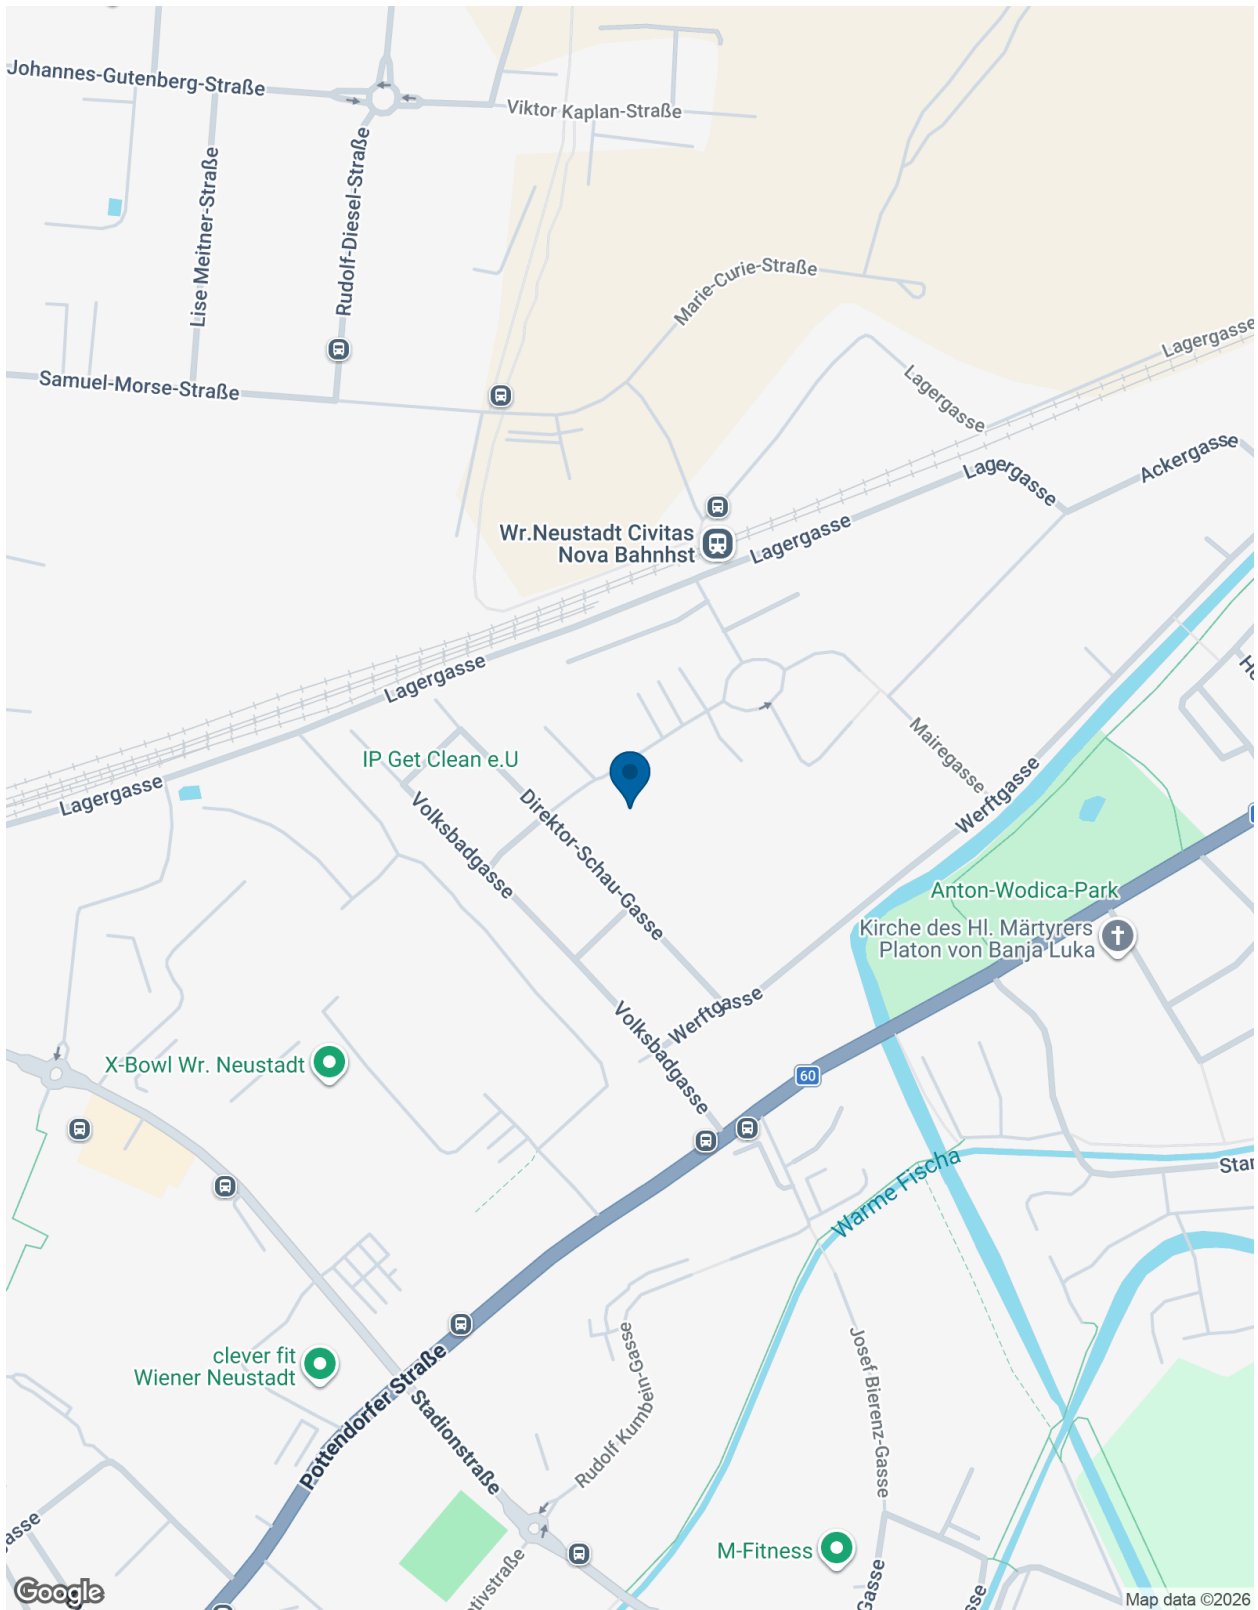 Johannes-Gutenberg-Straße
Viktor Kaplan-Straße
Lise Meitner-Straße
Rudolf-Diesel-Straße
Marie-Curie-Straße
Lagergasse
Samuel-Morse-Straße
Lagergasse
Ackergasse
Lagergasse
Wr.Neustadt Civitas
Nova Bahnhst
Lagergasse
Lagergasse
Mairegasse
IP Get Clean e.U
Lagergasse
Werftgasse
Direktor-Schau-Gasse
Volksbadgasse
Anton-Wodica-Park
Kirche des Hl. Märtyrers
Platon von Banja Luka
Werftgasse
Volksbadgasse
X-Bowl Wr. Neustadt
60
Warme Fischa
clever fit
Wiener Neustadt
Pottendorfer Straße
Stadionstraße
Rudolf Kumbein-Gasse
Josef-Bierenz-Gasse
M-Fitness
Gasse
Google
Map data ©2026